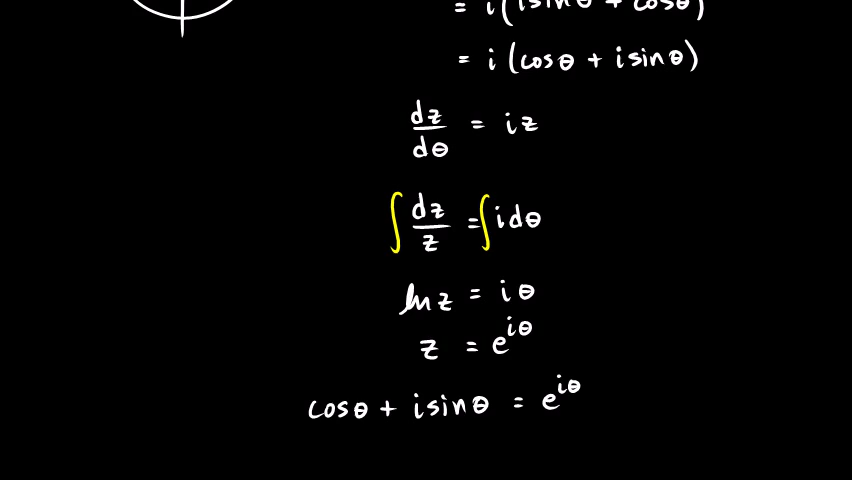 = i(isinθ + cosθ)
= i(cosθ + isinθ)
dz/dθ = iz
∫ dz/z = ∫ idθ
ln z = iθ
z = e^iθ
cosθ + isinθ = e^iθ